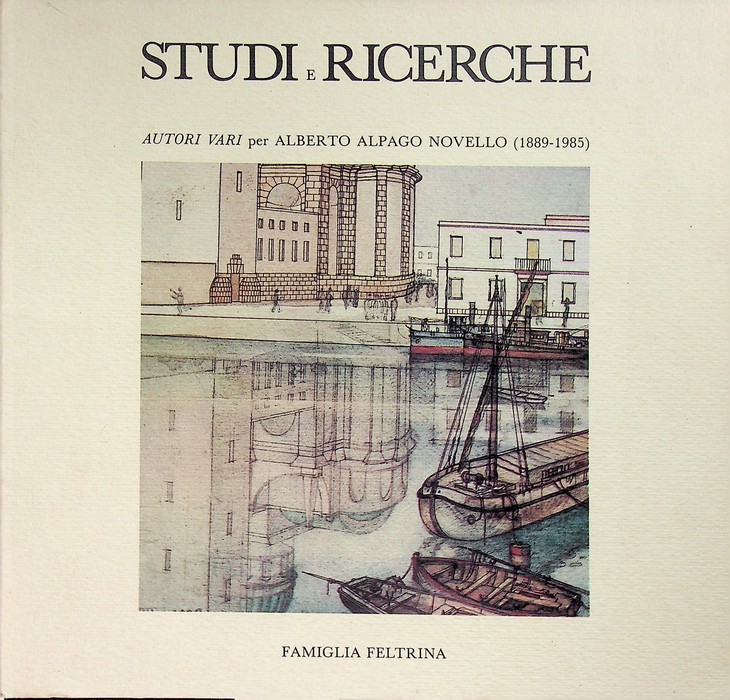 STUDI E RICERCHE
AUTORI VARI per ALBERTO ALPAGO NOVELLO (1889-1985)
FAMIGLIA FELTRINA